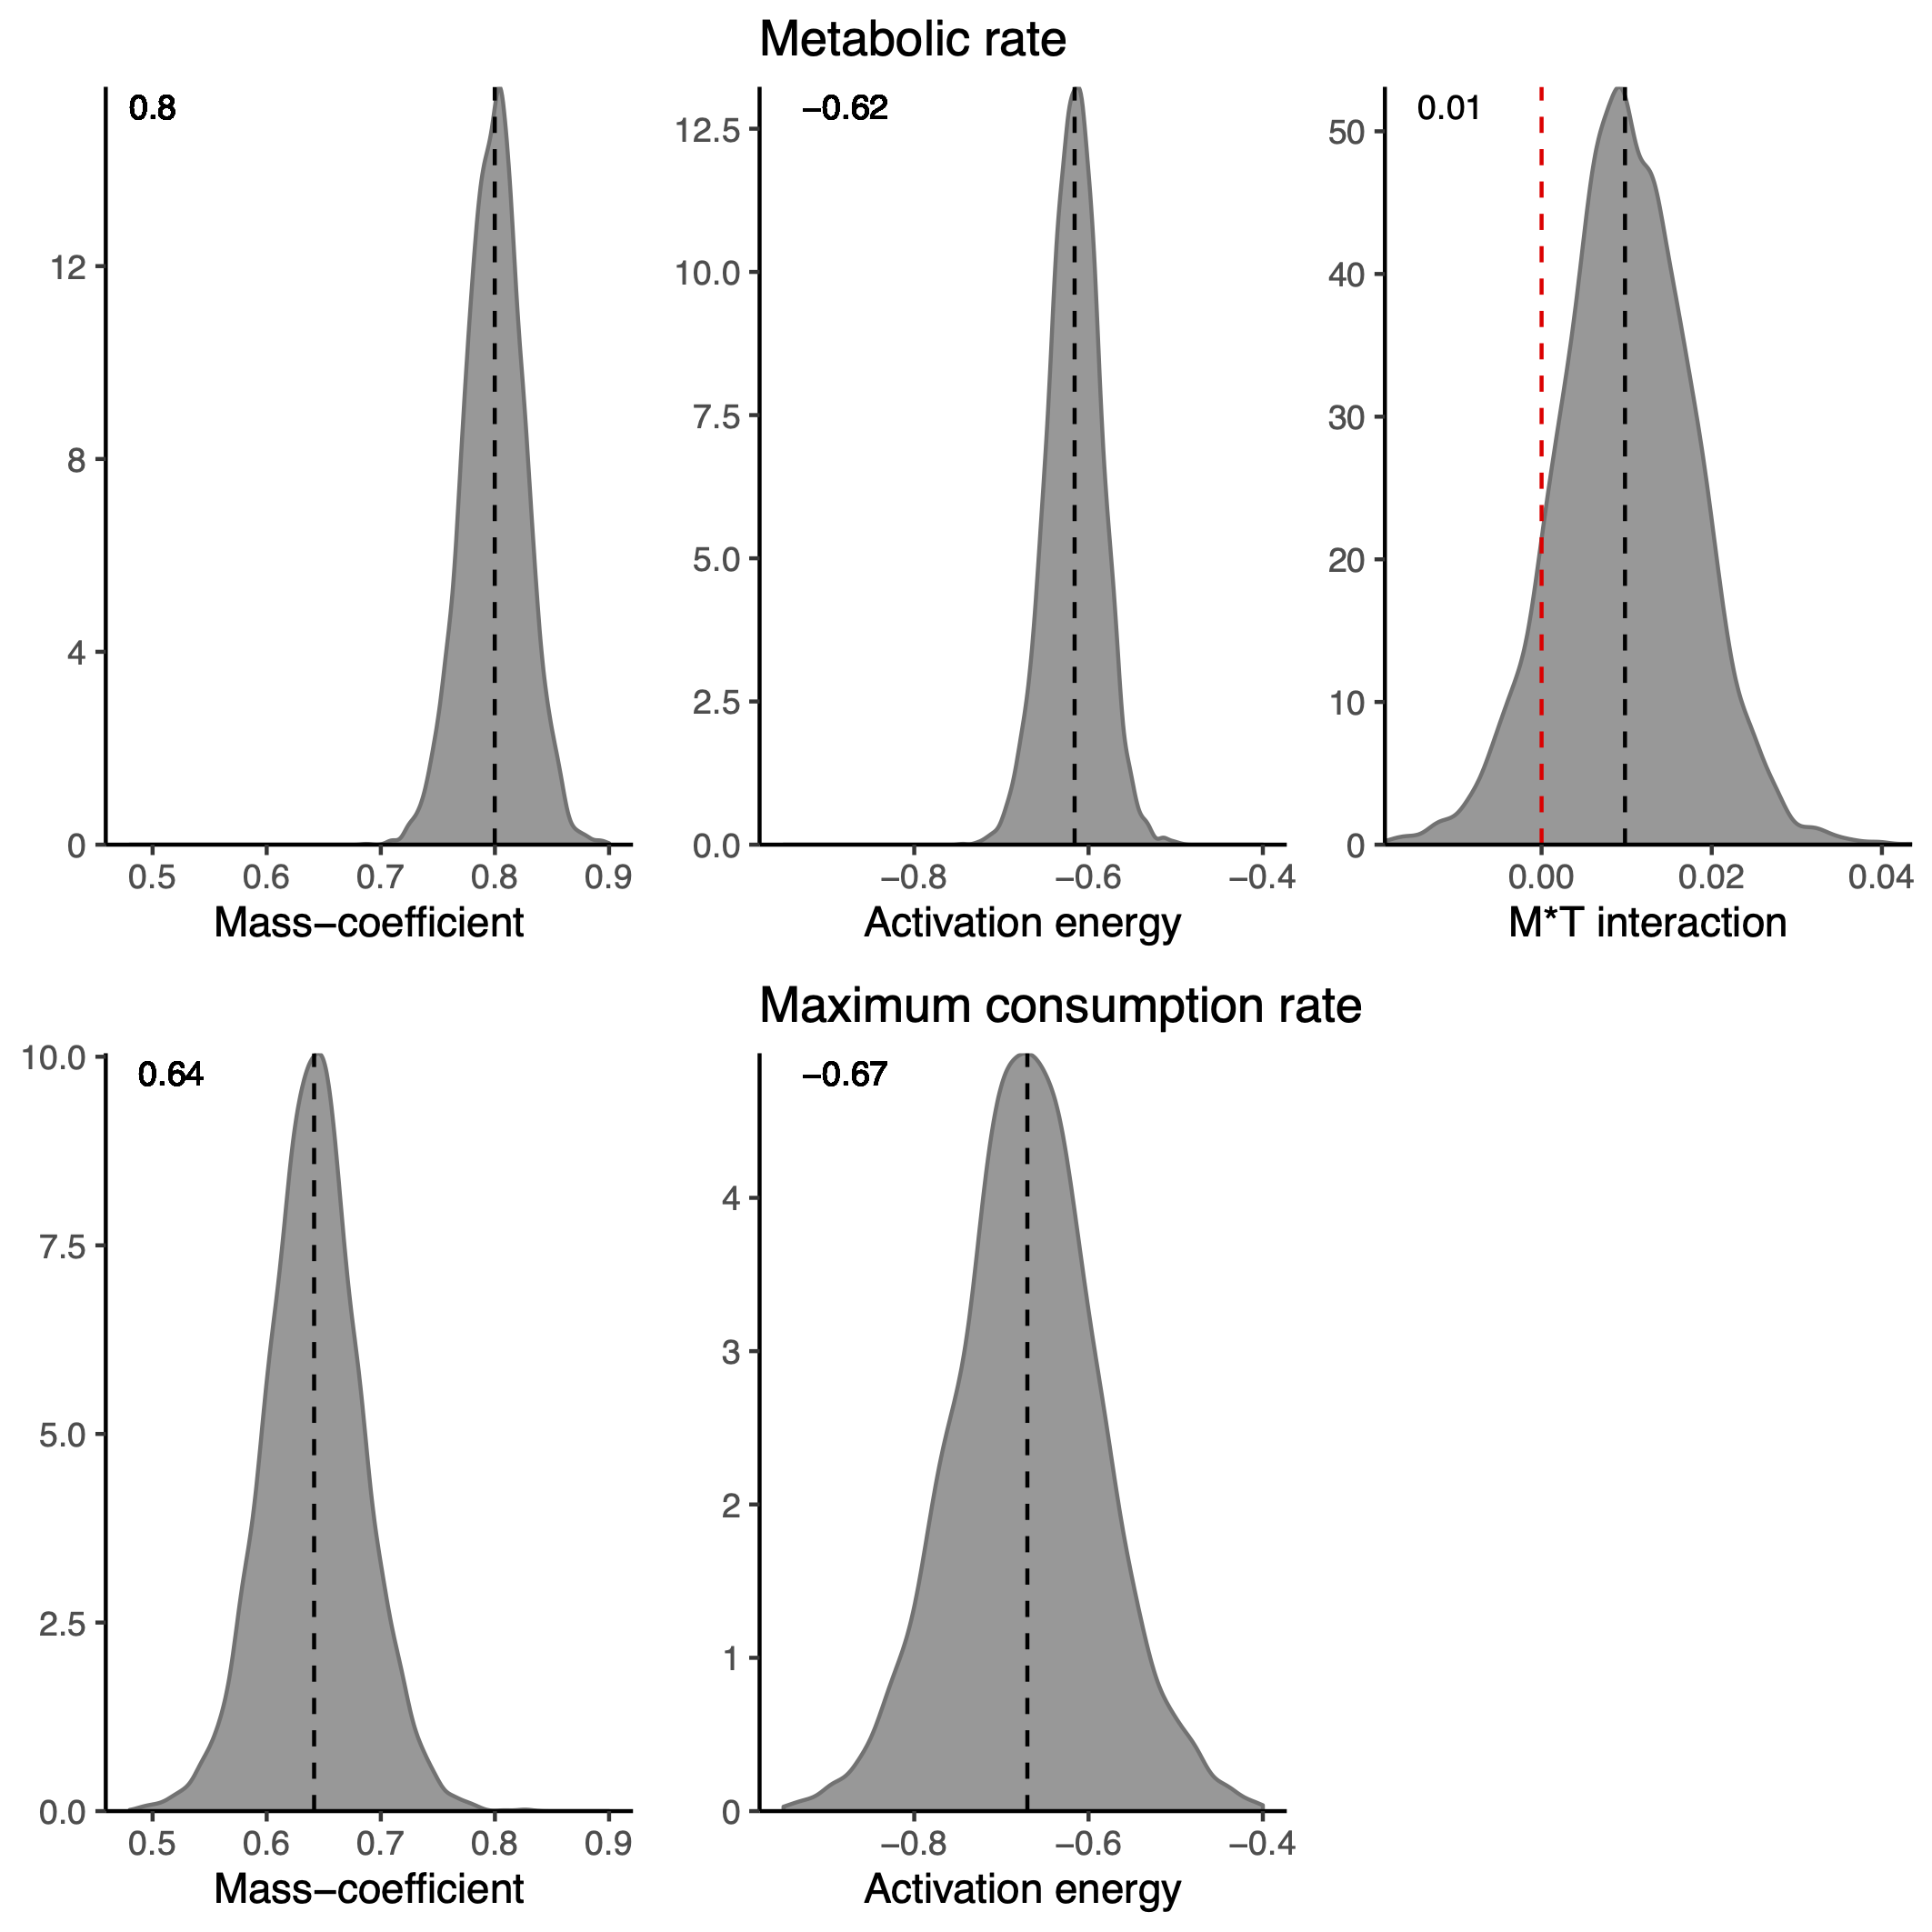 Metabolic rate
0.8
12
8
4
0
0.5 0.6 0.7 0.8 0.9
Mass−coefficient
−0.62
12.5
10.0
7.5
5.0
2.5
0.0
−0.8 −0.6 −0.4
Activation energy
0.01
50
40
30
20
10
0
0.00 0.02 0.04
M*T interaction
Maximum consumption rate
0.64
10.0
7.5
5.0
2.5
0.0
0.5 0.6 0.7 0.8 0.9
Mass−coefficient
−0.67
4
3
2
1
0
−0.8 −0.6 −0.4
Activation energy